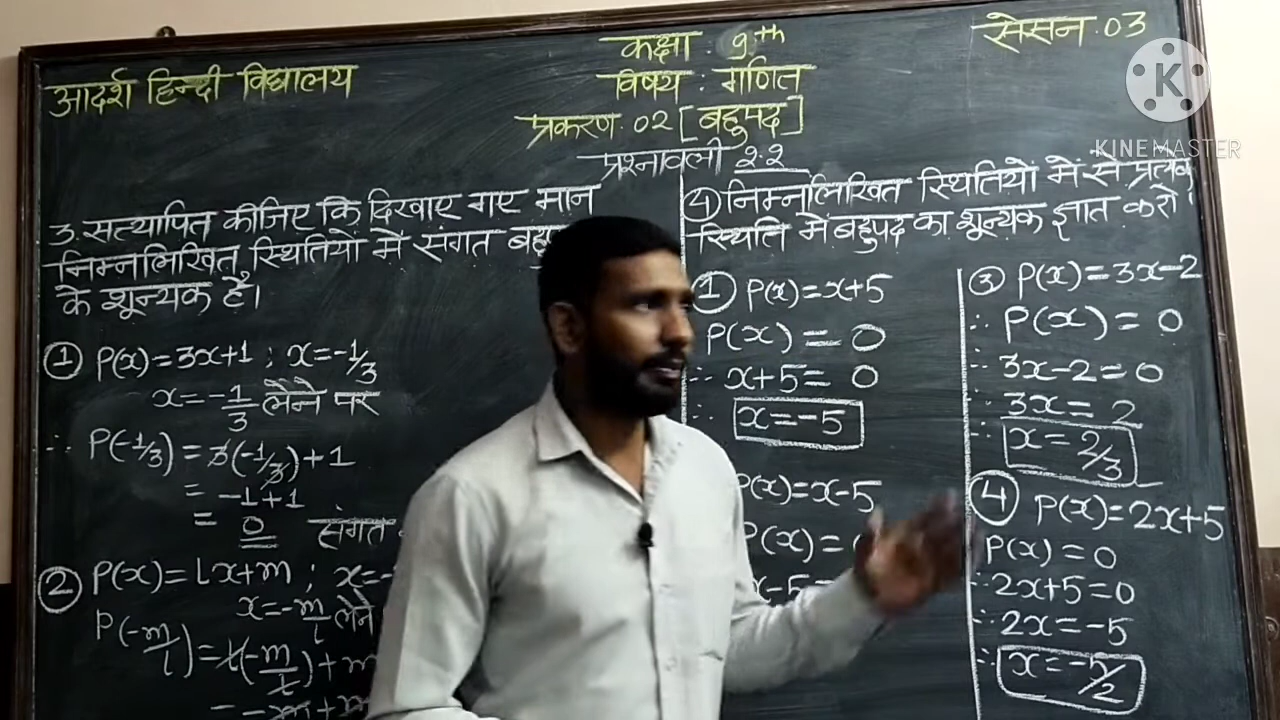 आदर्श हिन्दी विद्यालय
कक्षा : 9th
विषय : गणित
प्रकरण. 02 [बहुपद]
सेसन. 03
K
KINEMASTER
प्रश्नावली 2.2
3. सत्यापित कीजिए कि दिखाए गए मान
निम्नलिखित स्थितियों में संगत
के शून्यक हैं।
① P(x)=3x+1 ; x=-1/3
x=-1/3 लेने पर
∴ P(-1/3) = 3(-1/3)+1
= -1+1
= 0 संगत
② P(x)=Lx+m ; x=-
x=-m/l लेने
P(-m/l) = l(-m/l)+m
= -m+m
④ निम्नलिखित स्थितियों में से प्रत्येक
स्थिति में बहुपद का शून्यक ज्ञात करो।
① P(x)=x+5
P(x) = 0
∴ x+5 = 0
∴ x=-5
P(x)=x-5
P(x)=
x-5=
③ P(x)=3x-2
∴ P(x)=0
∴ 3x-2=0
∴ 3x=2
∴ x=2/3
④ P(x)=2x+5
P(x)=0
∴ 2x+5=0
∴ 2x=-5
∴ x=-5/2